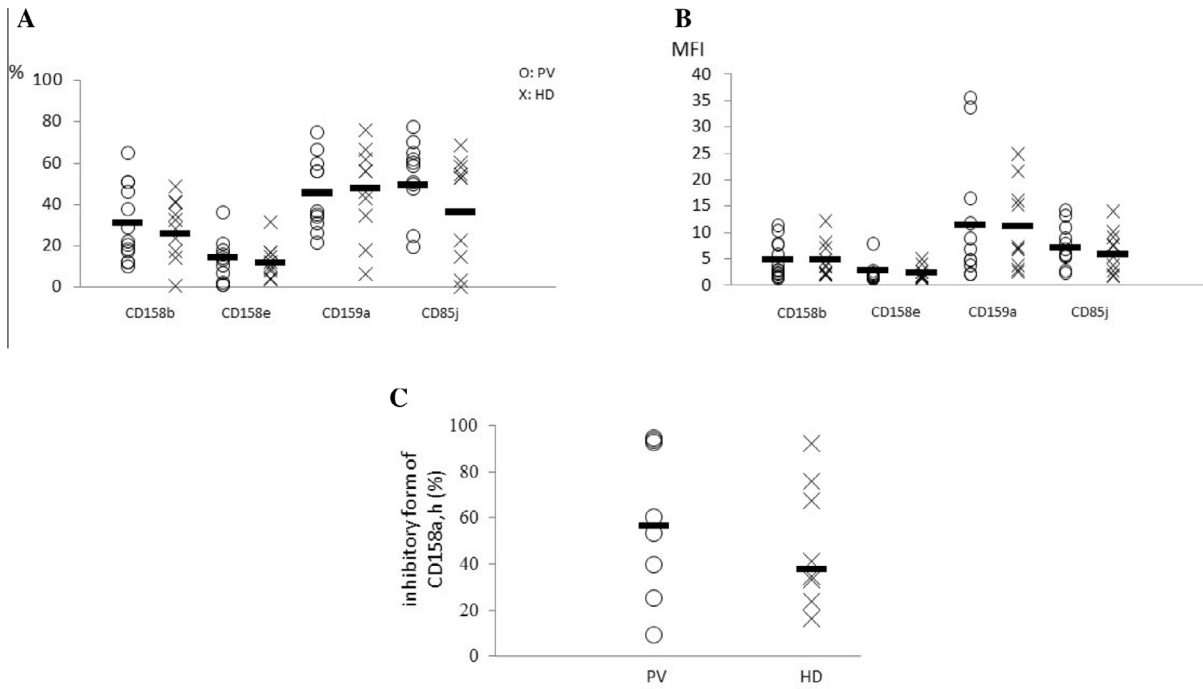 A
%
100
80
60
40
20
0
O: PV
X: HD
CD158b CD158e CD159a CD85j
B
MFI
40
35
30
25
20
15
10
5
0
CD158b CD158e CD159a CD85j
C
inhibitory form of
CD158a,h (%)
100
80
60
40
20
0
PV HD